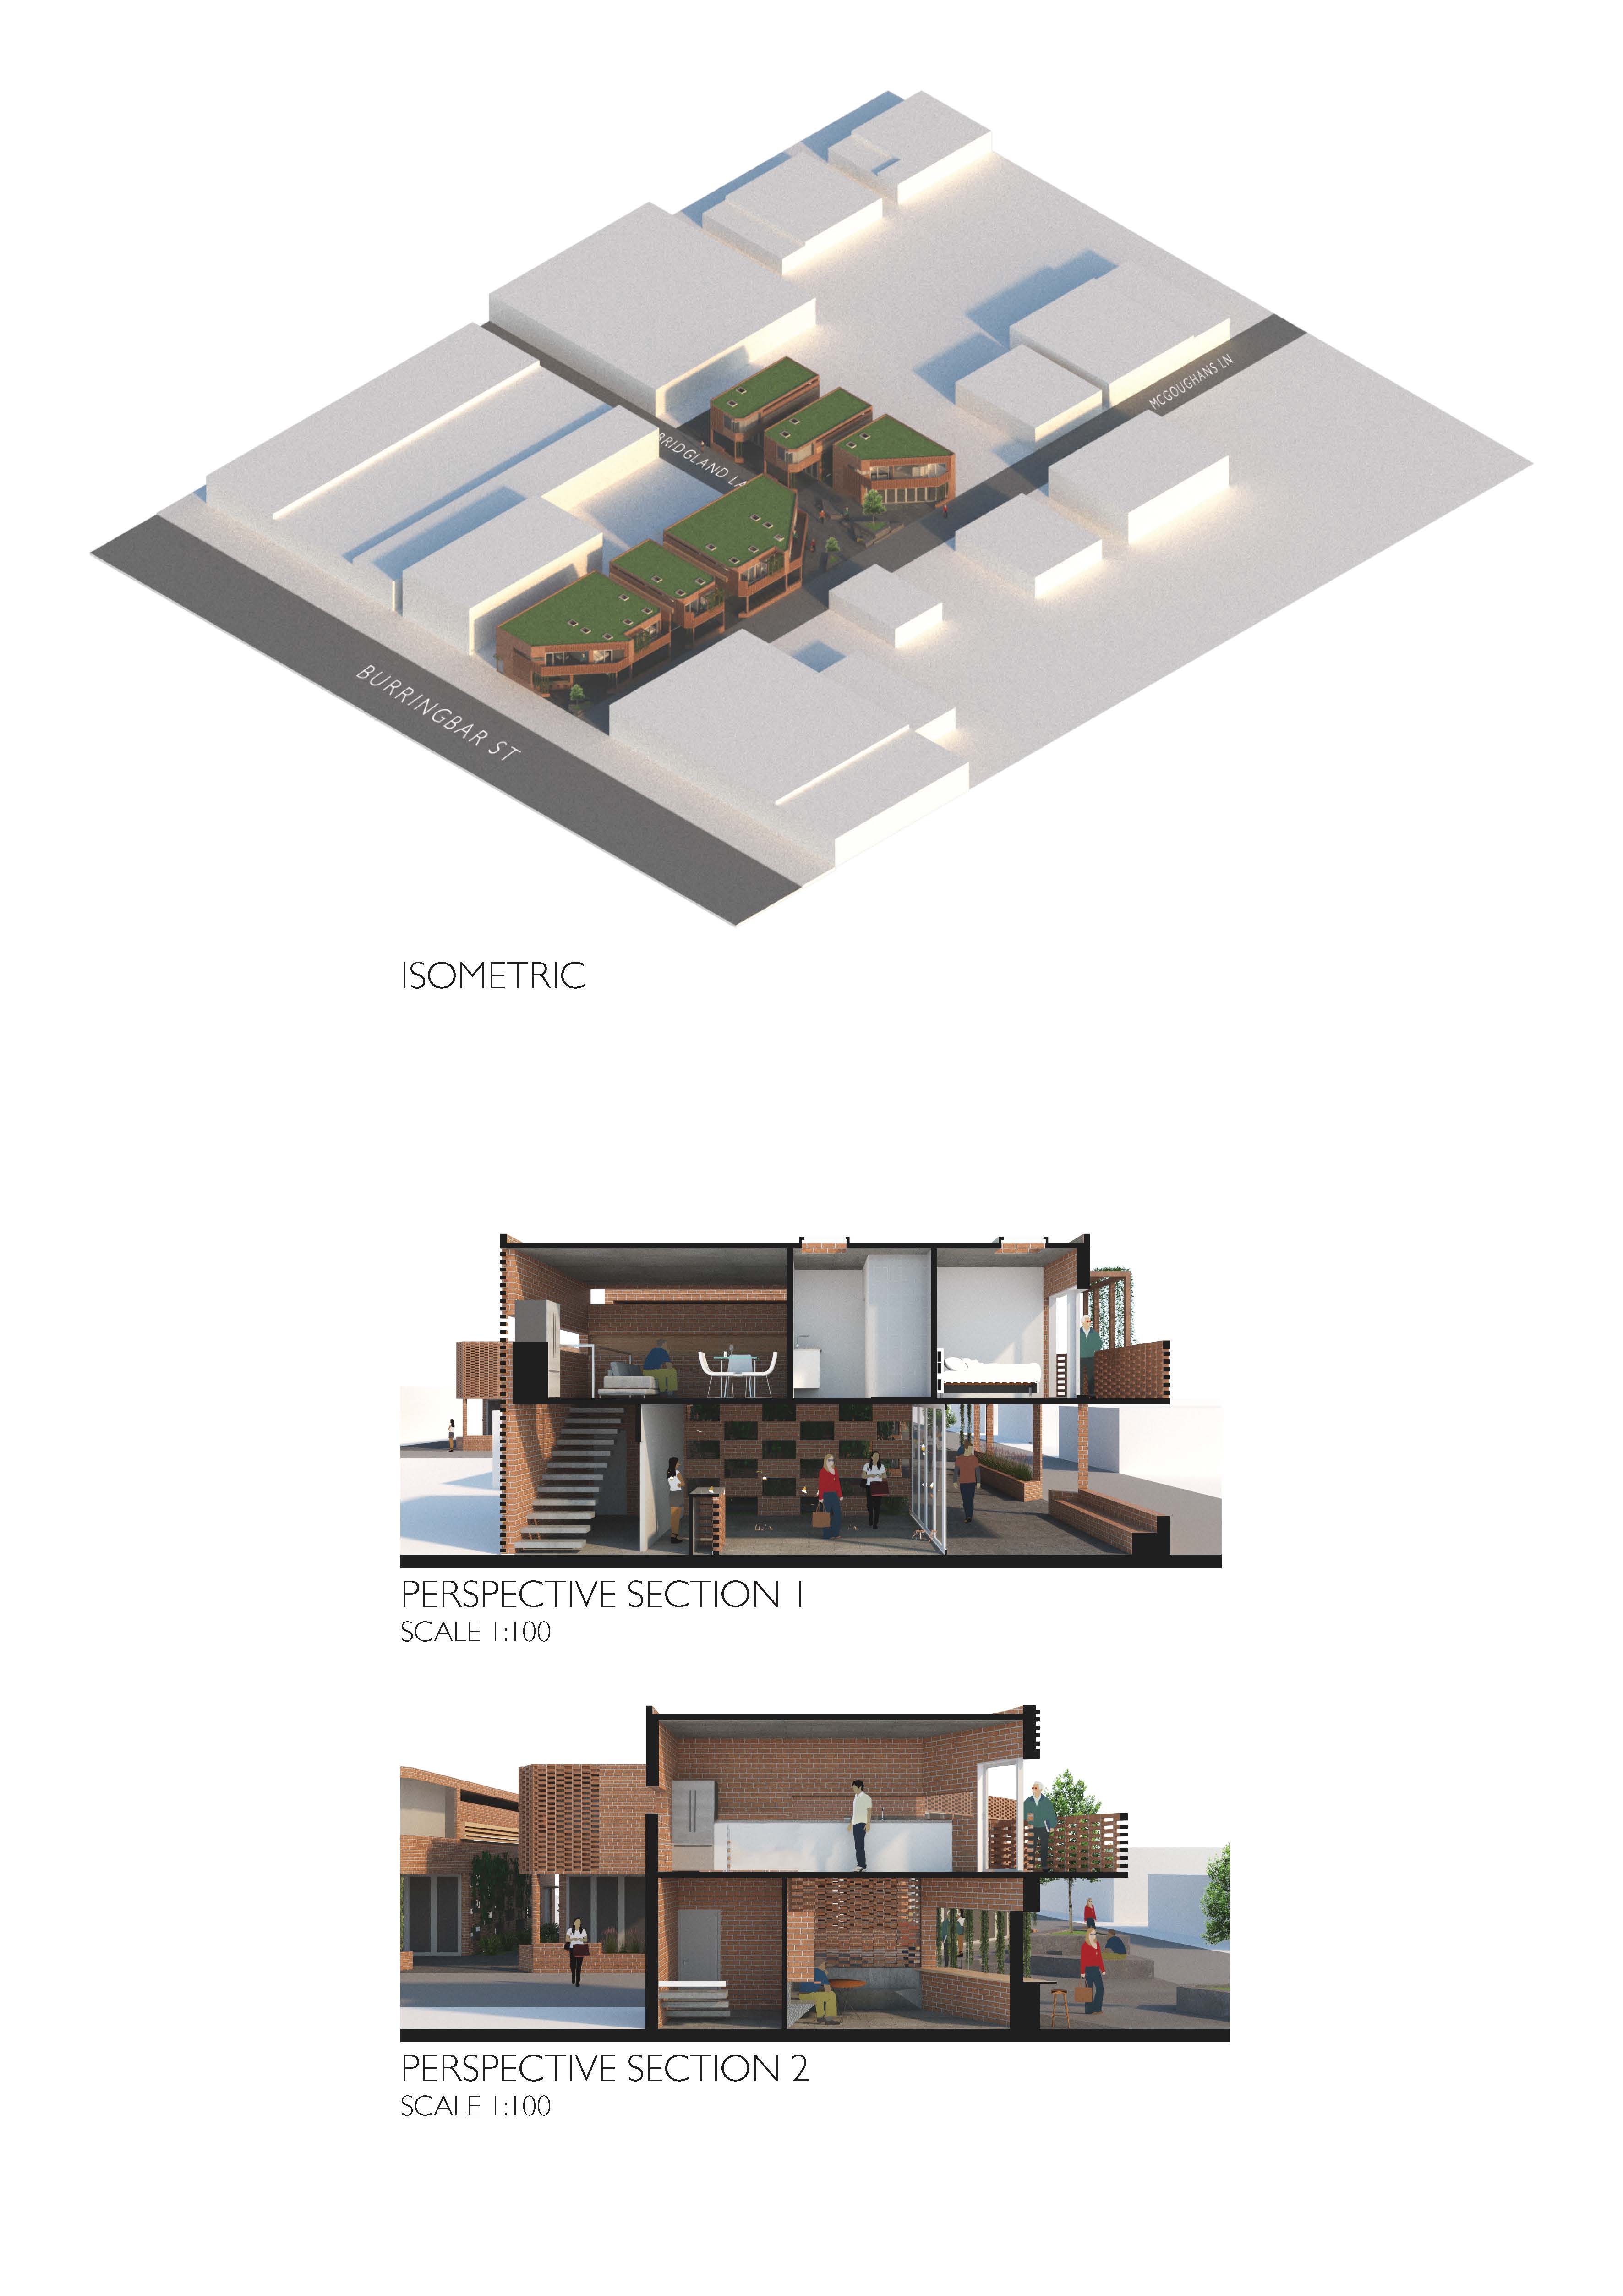 MCGOUGHANS LN
BRIDGLAND LA
BURRINGBAR ST
ISOMETRIC
PERSPECTIVE SECTION 1
SCALE 1:100
PERSPECTIVE SECTION 2
SCALE 1:100